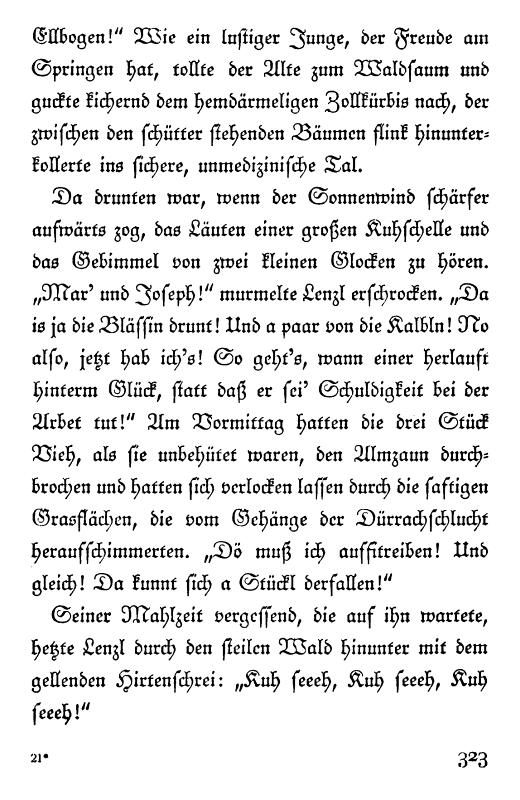 Ellbogen!“ Wie ein lustiger Junge, der Freude am
Springen hat, tollte der Alte zum Waldsaum und
guckte kichernd dem hemdärmeligen Zollkürbis nach, der
zwischen den schütter stehenden Bäumen flink hinunter-
kollerte ins sichere, unmedizinische Tal.
Da drunten war, wenn der Sonnenwind schärfer
aufwärts zog, das Läuten einer großen Kuhschelle und
das Gebimmel von zwei kleinen Glocken zu hören.
„Mar’ und Joseph!“ murmelte Lenzl erschrocken. „Da
is ja die Blässin drunt! Und a paar von die Kalbln! No
also, jetzt hab ich’s! So geht’s, wann einer herlauft
hinterm Glück, statt daß er sei’ Schuldigkeit bei der
Arbet tut!“ Am Vormittag hatten die drei Stück
Vieh, als sie unbehütet waren, den Almzaun durch-
brochen und hatten sich verlocken lassen durch die saftigen
Grasflächen, die vom Gehänge der Dürrachschlucht
heraufschimmerten. „Dö muß ich auffitreiben! Und
gleich! Da kunnt sich a Stückl derfallen!“
Seiner Mahlzeit vergessend, die auf ihn wartete,
hetzte Lenzl durch den steilen Wald hinunter mit dem
gellenden Hirtenschrei: „Kuh seeeh, Kuh seeeh, Kuh
seeeh!“
21*
323